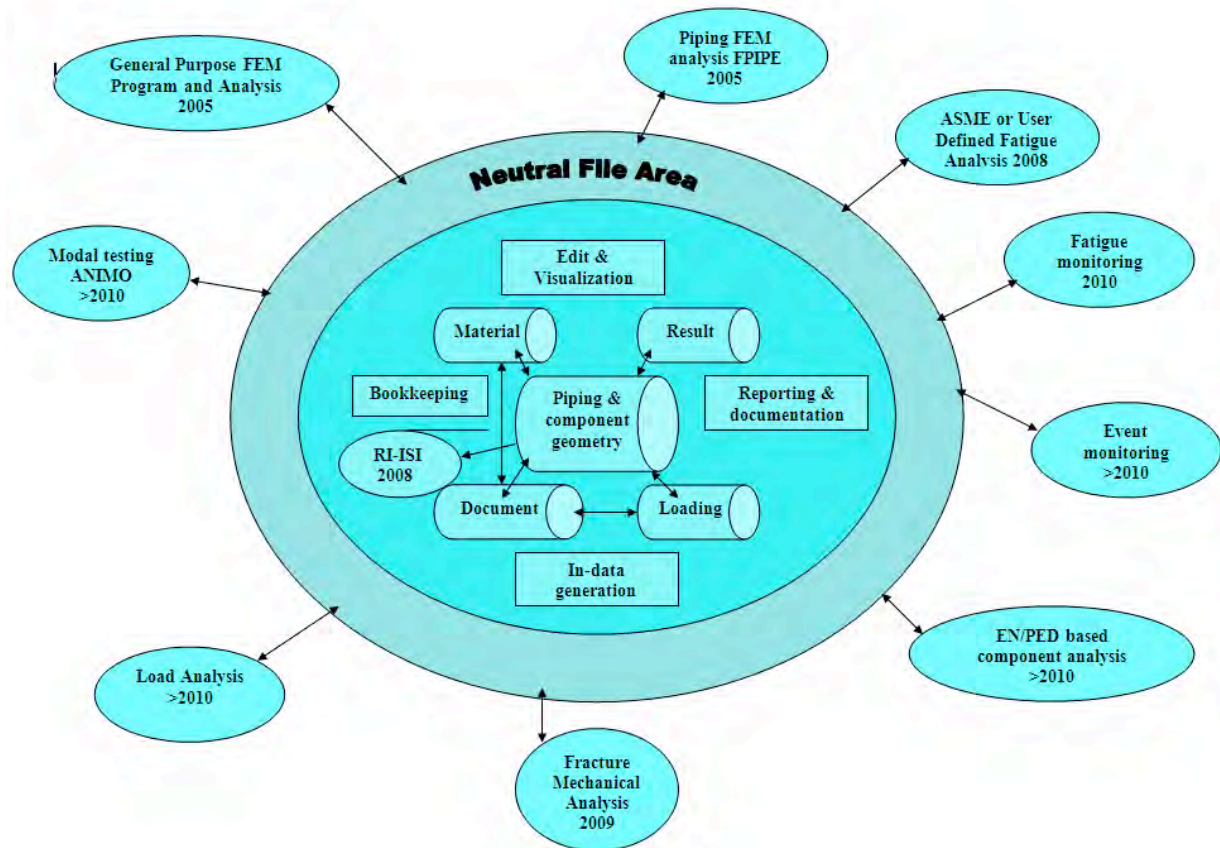 General Purpose FEM
Program and Analysis
2005
Piping FEM
analysis FPIPE
2005
ASME or User
Defined Fatigue
Analysis 2008
Neutral File Area
Modal testing
ANIMO
>2010
Fatigue
monitoring
2010
Edit &
Visualization
Material
Result
Bookkeeping
Piping &
component
geometry
Reporting &
documentation
RI-ISI
2008
Event
monitoring
>2010
Document
Loading
In-data
generation
Load Analysis
>2010
EN/PED based
component analysis
>2010
Fracture
Mechanical
Analysis
2009